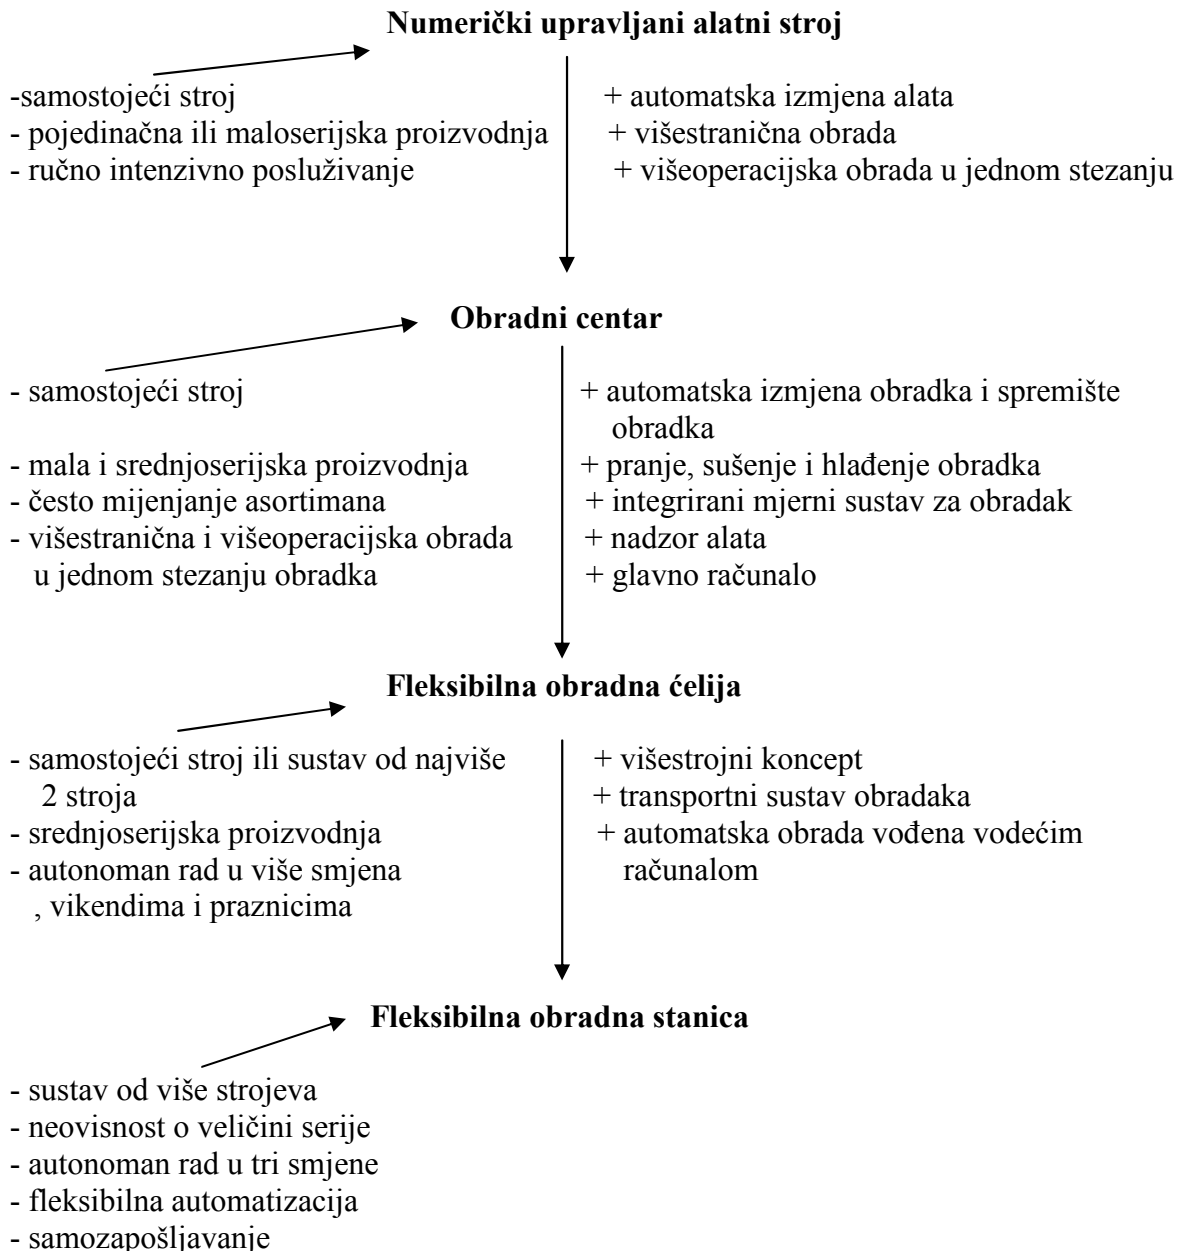 Numerički upravljani alatni stroj
-samostojeći stroj
- pojedinačna ili maloserijska proizvodnja
- ručno intenzivno posluživanje
+ automatska izmjena alata
+ višestranična obrada
+ višeoperacijska obrada u jednom stezanju
Obradni centar
- samostojeći stroj
- mala i srednjoserijska proizvodnja
- često mijenjanje asortimana
- višestranična i višeoperacijska obrada
u jednom stezanju obradka
+ automatska izmjena obradka i spremište
obradka
+ pranje, sušenje i hlađenje obradka
+ integrirani mjerni sustav za obradak
+ nadzor alata
+ glavno računalo
Fleksibilna obradna ćelija
- samostojeći stroj ili sustav od najviše
2 stroja
- srednjoserijska proizvodnja
- autonoman rad u više smjena
, vikendima i praznicima
+ višestrojni koncept
+ transportni sustav obradaka
+ automatska obrada vođena vodećim
računalom
Fleksibilna obradna stanica
- sustav od više strojeva
- neovisnost o veličini serije
- autonoman rad u tri smjene
- fleksibilna automatizacija
- samozapošljavanje